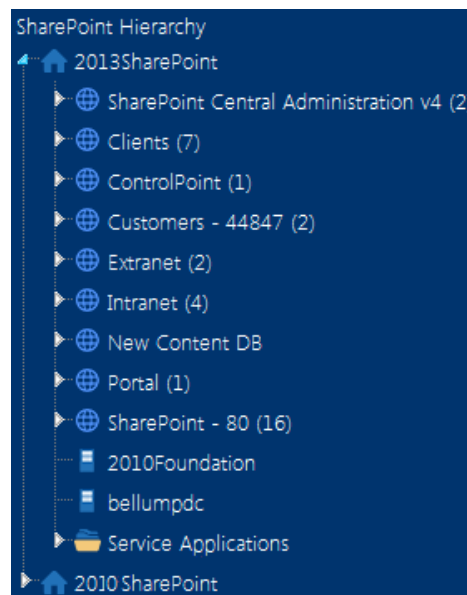 SharePoint Hierarchy
2013SharePoint
SharePoint Central Administration v4 (2
Clients (7)
ControlPoint (1)
Customers - 44847 (2)
Extranet (2)
Intranet (4)
New Content DB
Portal (1)
SharePoint - 80 (16)
2010Foundation
bellumpdc
Service Applications
2010 SharePoint